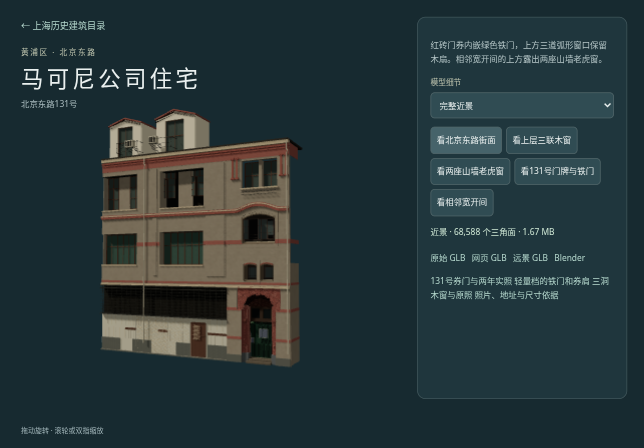 ← 上海历史建筑目录
黄浦区 · 北京东路
马可尼公司住宅
北京东路131号
红砖门券内嵌绿色铁门，上方三道弧形窗口保留
木扇。相邻宽开间的上方露出两座老虎窗。
模型细节
完整近景
看北京东路街面
看上层三联木窗
看两座山墙老虎窗
看131号门牌与铁门
看相邻宽开间
近景 · 68,588 个三角面 · 1.67 MB
原始 GLB 网页 GLB 远景 GLB Blender
131号券门与两年实照 轻量档的铁门和券肩 三洞
木窗与原照 照片、地址与尺寸依据
拖动旋转 · 滚轮或双指缩放